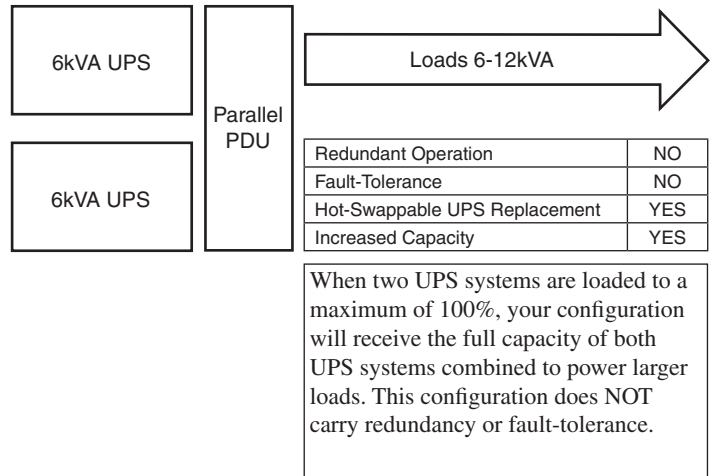 6kVA UPS
6kVA UPS
Parallel
PDU
Loads 6-12kVA
Redundant Operation NO
Fault-Tolerance NO
Hot-Swappable UPS Replacement YES
Increased Capacity YES
When two UPS systems are loaded to a
maximum of 100%, your configuration
will receive the full capacity of both
UPS systems combined to power larger
loads. This configuration does NOT
carry redundancy or fault-tolerance.